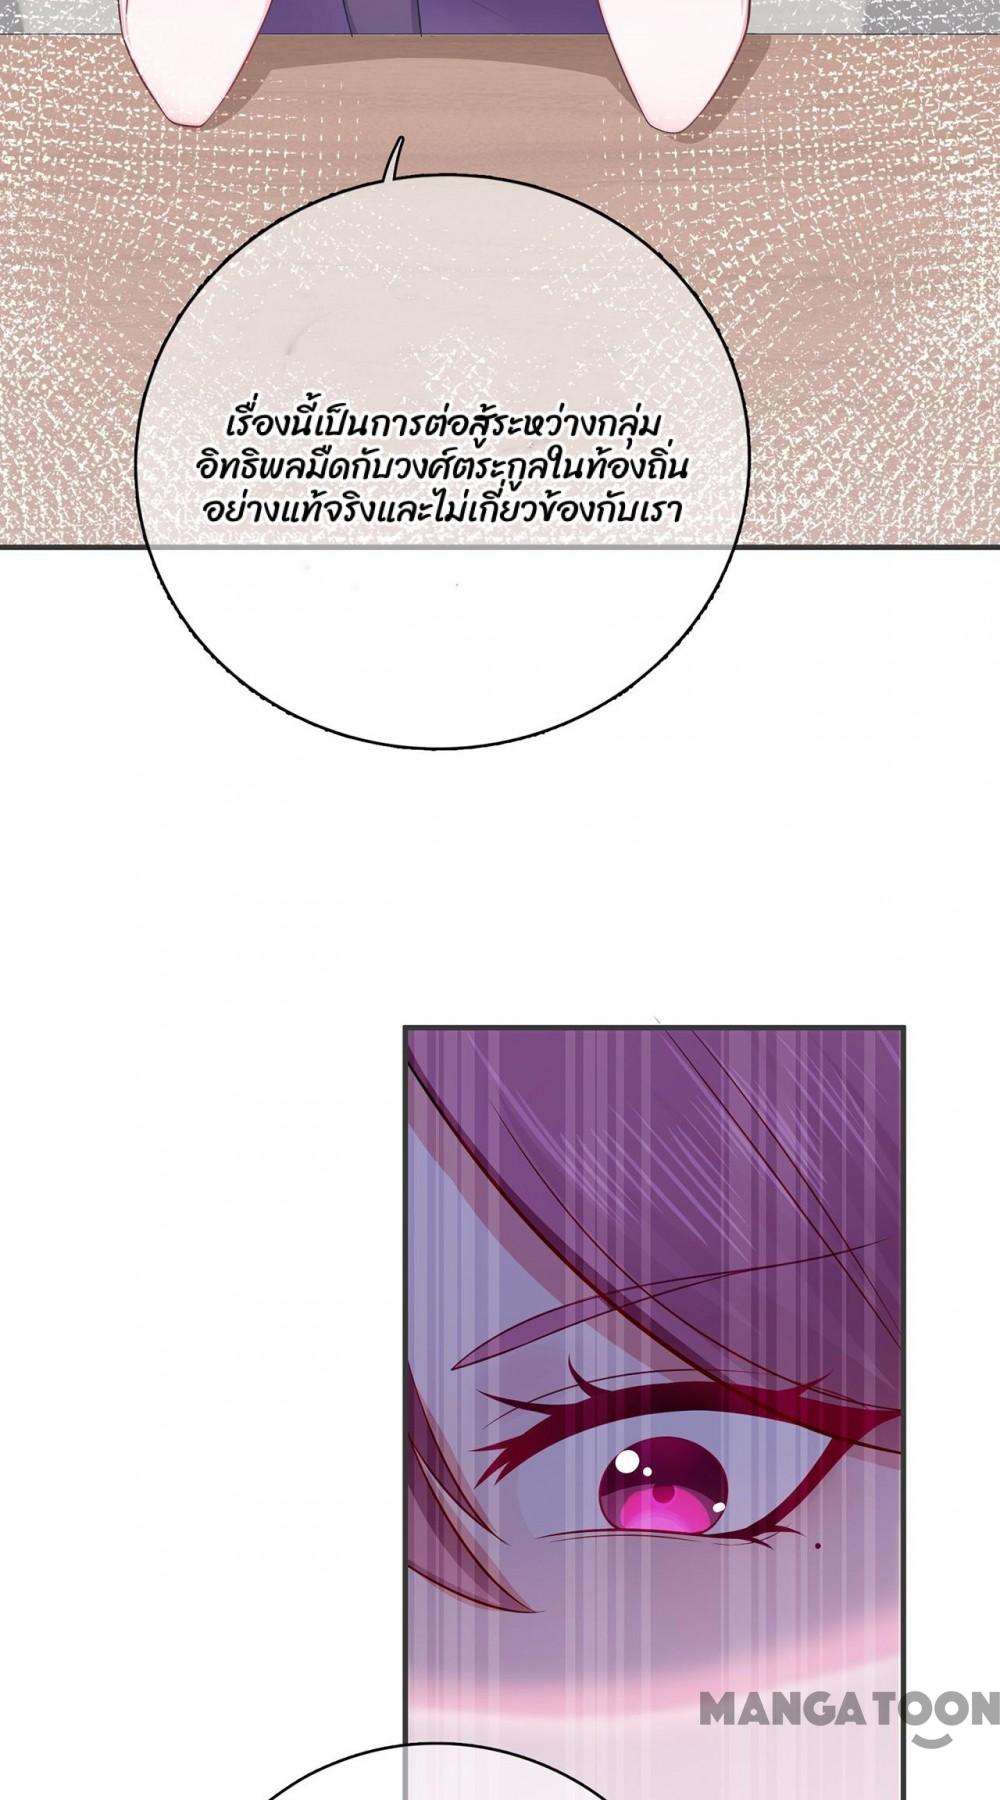 เรื่องนี้เป็นการต่อสู้ระหว่างกลุ่ม
อิทธิพลมืดกับวงศ์ตระกูลในท้องถิ่น
อย่างแท้จริงและไม่เกี่ยวข้องกับเรา
MANGATOON